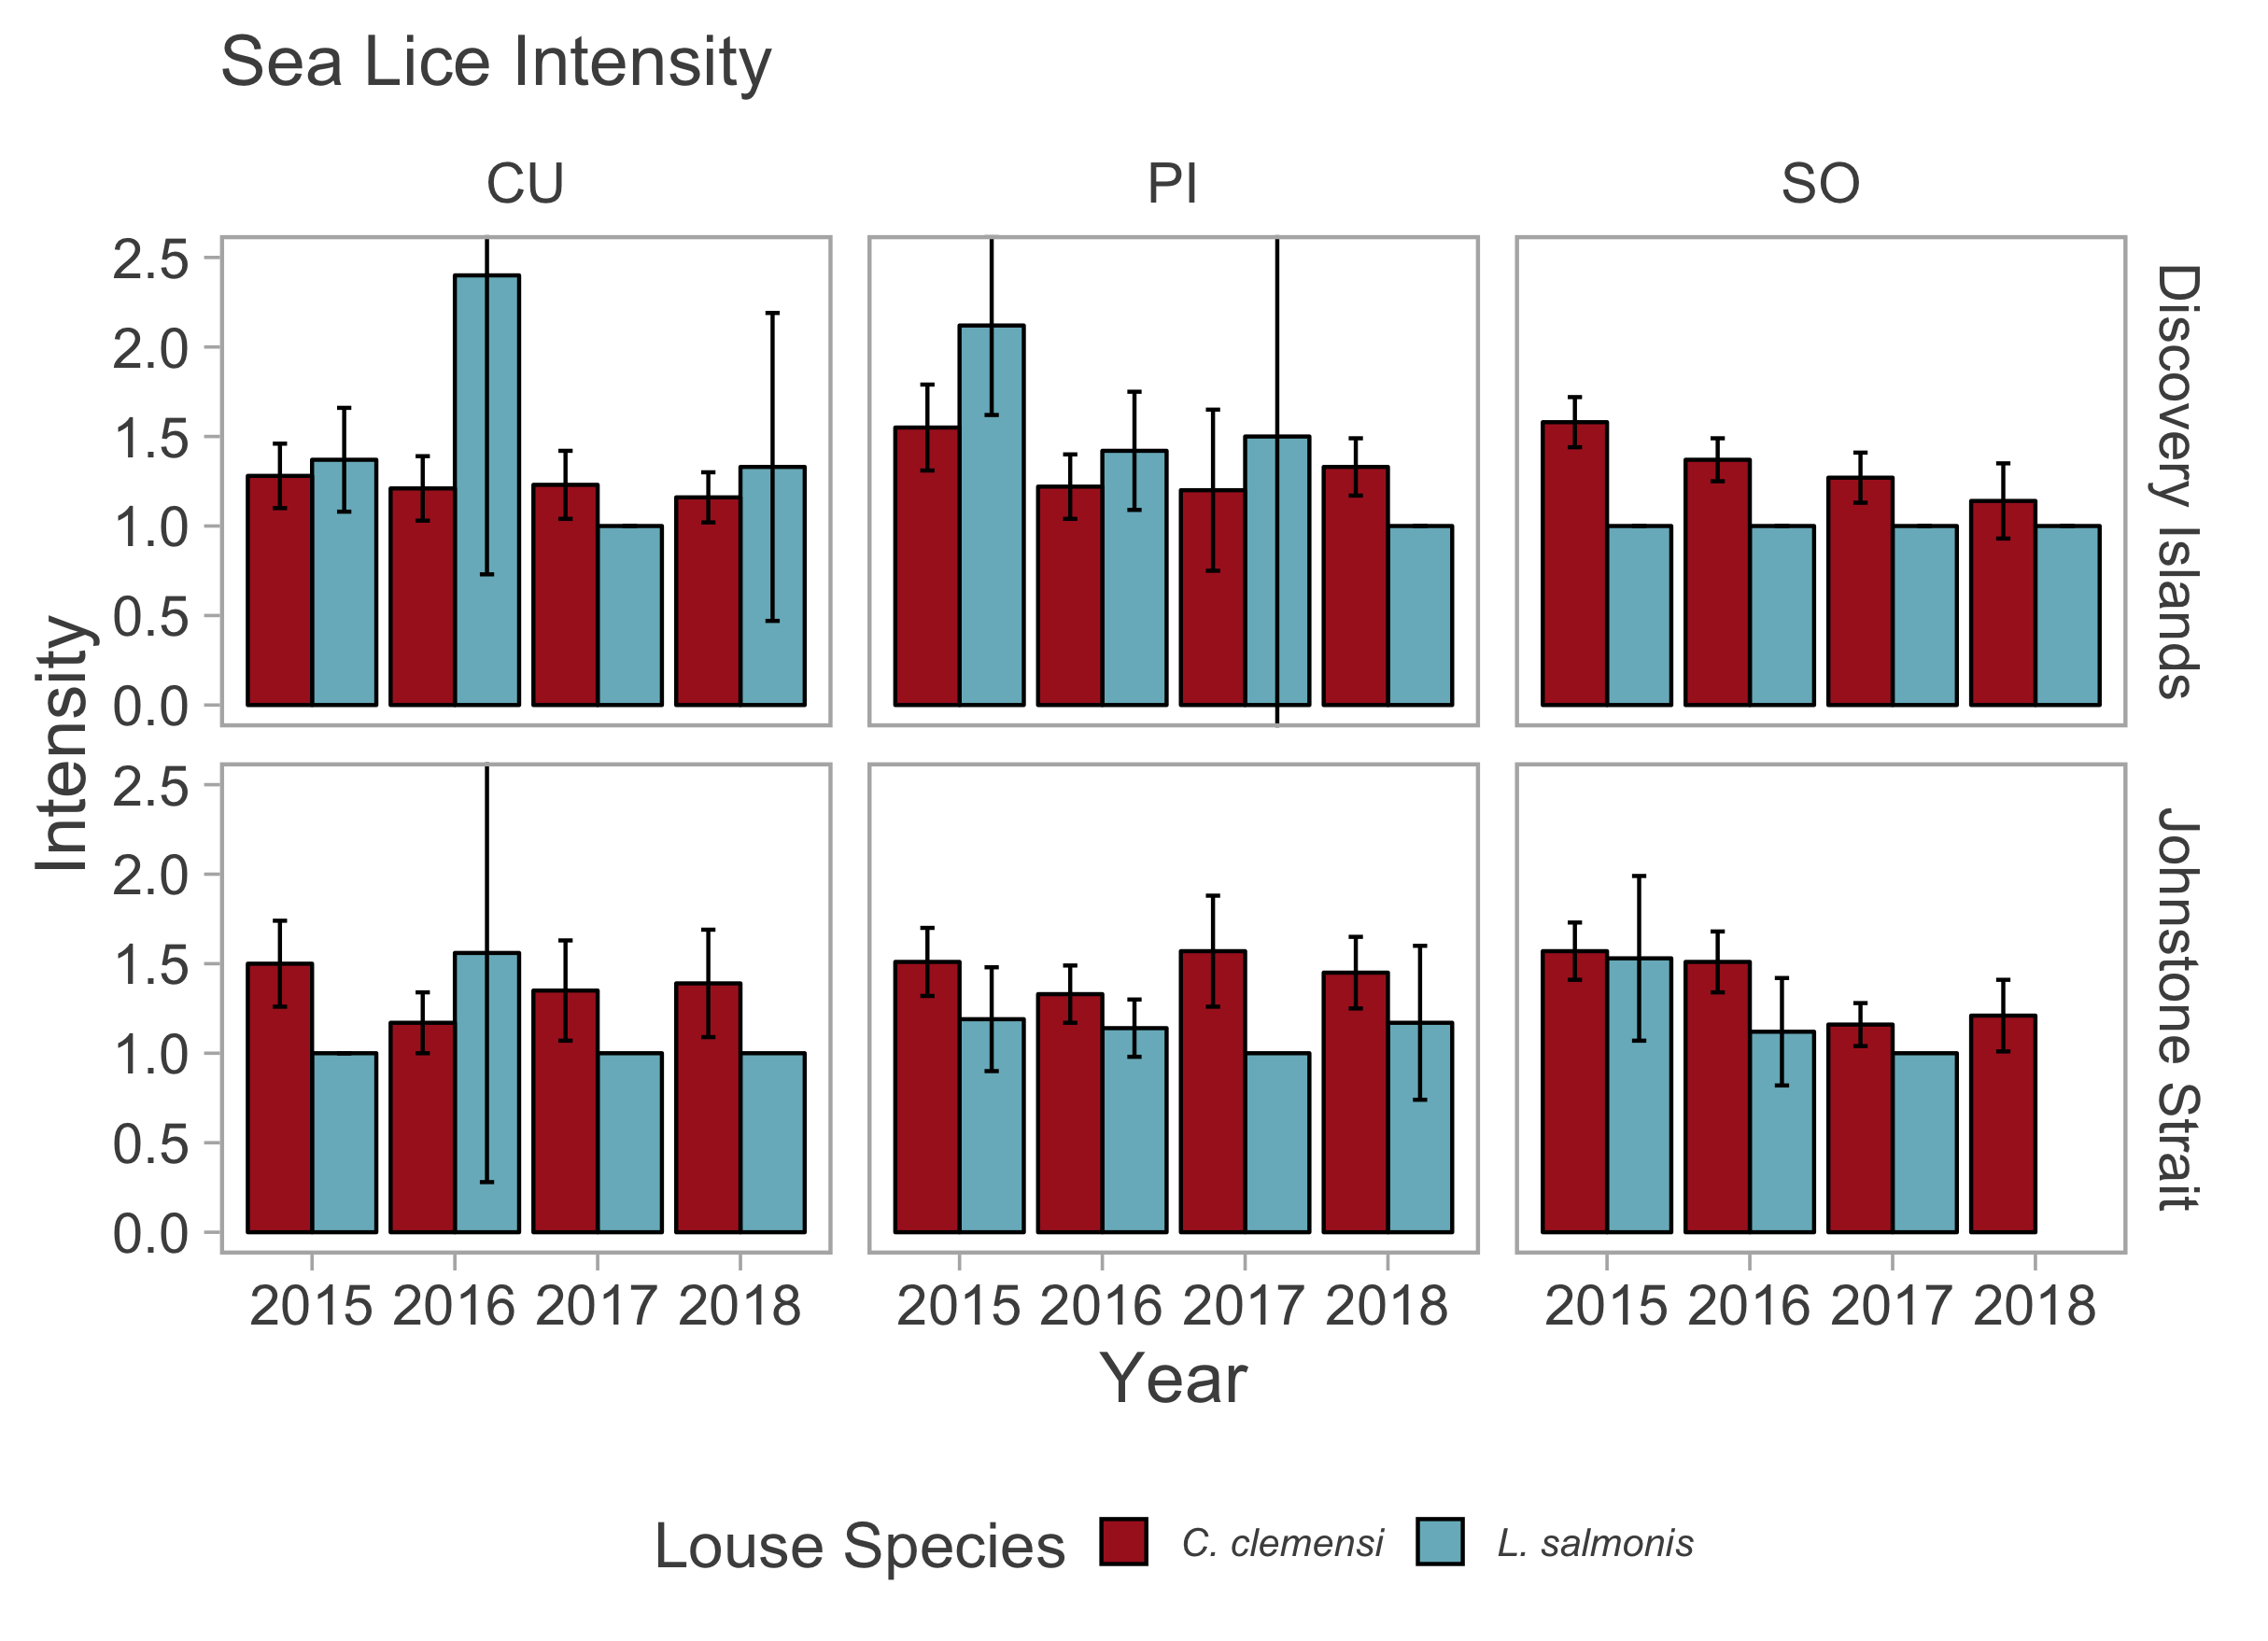 Sea Lice Intensity
CU PI SO
2.5
2.0
1.5
1.0
0.5
0.0
Discovery Islands
Intensity
2.5
2.0
1.5
1.0
0.5
0.0
Johnstone Strait
2015 2016 2017 2018 2015 2016 2017 2018 2015 2016 2017 2018
Year
Louse Species C. clemensi L. salmonis